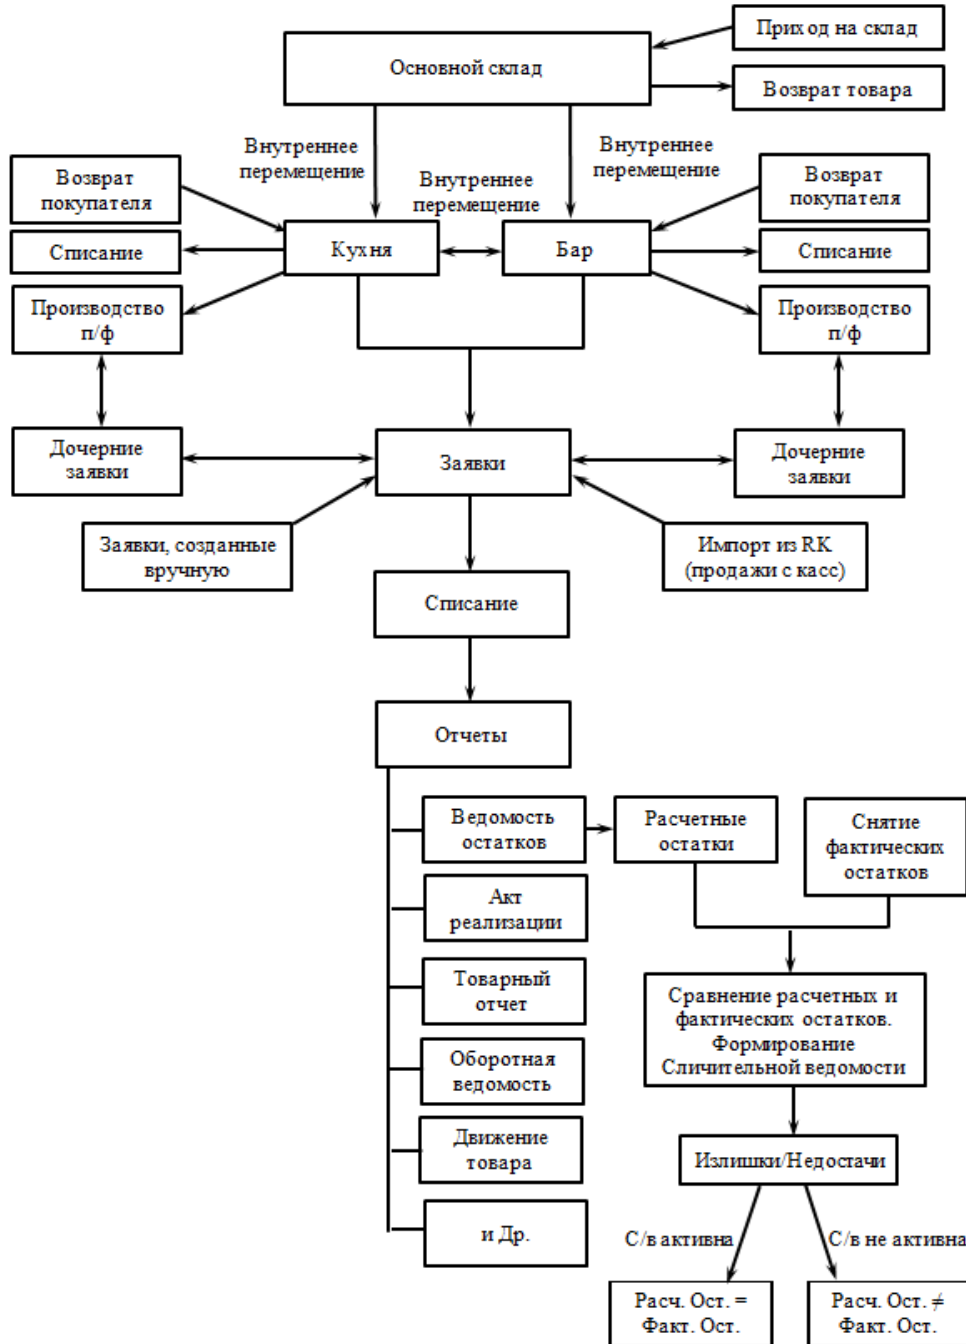 Приход на склад
Основной склад
Возврат товара
Внутреннее
перемещение
Внутреннее
перемещение
Внутреннее
перемещение
Возврат
покупателя
Возврат
покупателя
Списание
Кухня
Бар
Списание
Производство
п/ф
Производство
п/ф
Дочерние
заявки
Заявки
Дочерние
заявки
Заявки, созданные
вручную
Импорт из RK
(продажи с касс)
Списание
Отчеты
Ведомость
остатков
Расчетные
остатки
Снятие
фактических
остатков
Акт
реализации
Товарный
отчет
Сравнение расчетных и
фактических остатков.
Формирование
Сличительной ведомости
Оборотная
ведомость
Движение
товара
Излишки/Недостачи
и Др.
С/в активна
С/в не активна
Расч. Ост. =
Факт. Ост.
Расч. Ост. ≠
Факт. Ост.